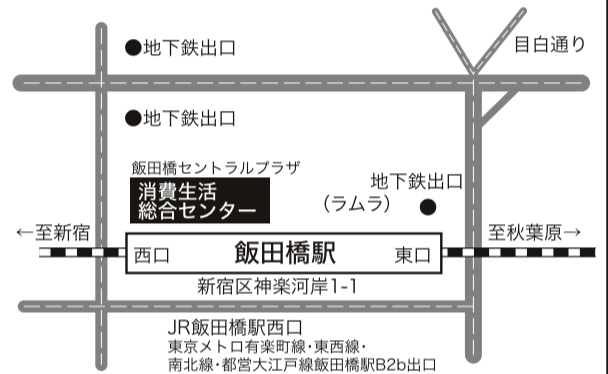 目白通り
●地下鉄出口
●地下鉄出口
飯田橋セントラルプラザ
消費生活
総合センター
地下鉄出口
（ラムラ）
←至新宿
至秋葉原→
西口
飯田橋駅
東口
新宿区神楽河岸1-1
JR飯田橋駅西口
東京メトロ有楽町線・東西線・
南北線・都営大江戸線飯田橋駅B2b出口